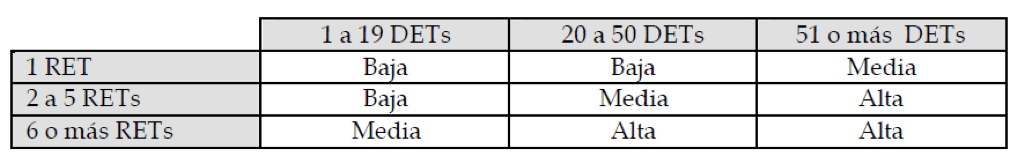 1 a 19 DETs 20 a 50 DETs 51 o más DETs
1 RET Baja Baja Media
2 a 5 RETs Baja Media Alta
6 o más RETs Media Alta Alta